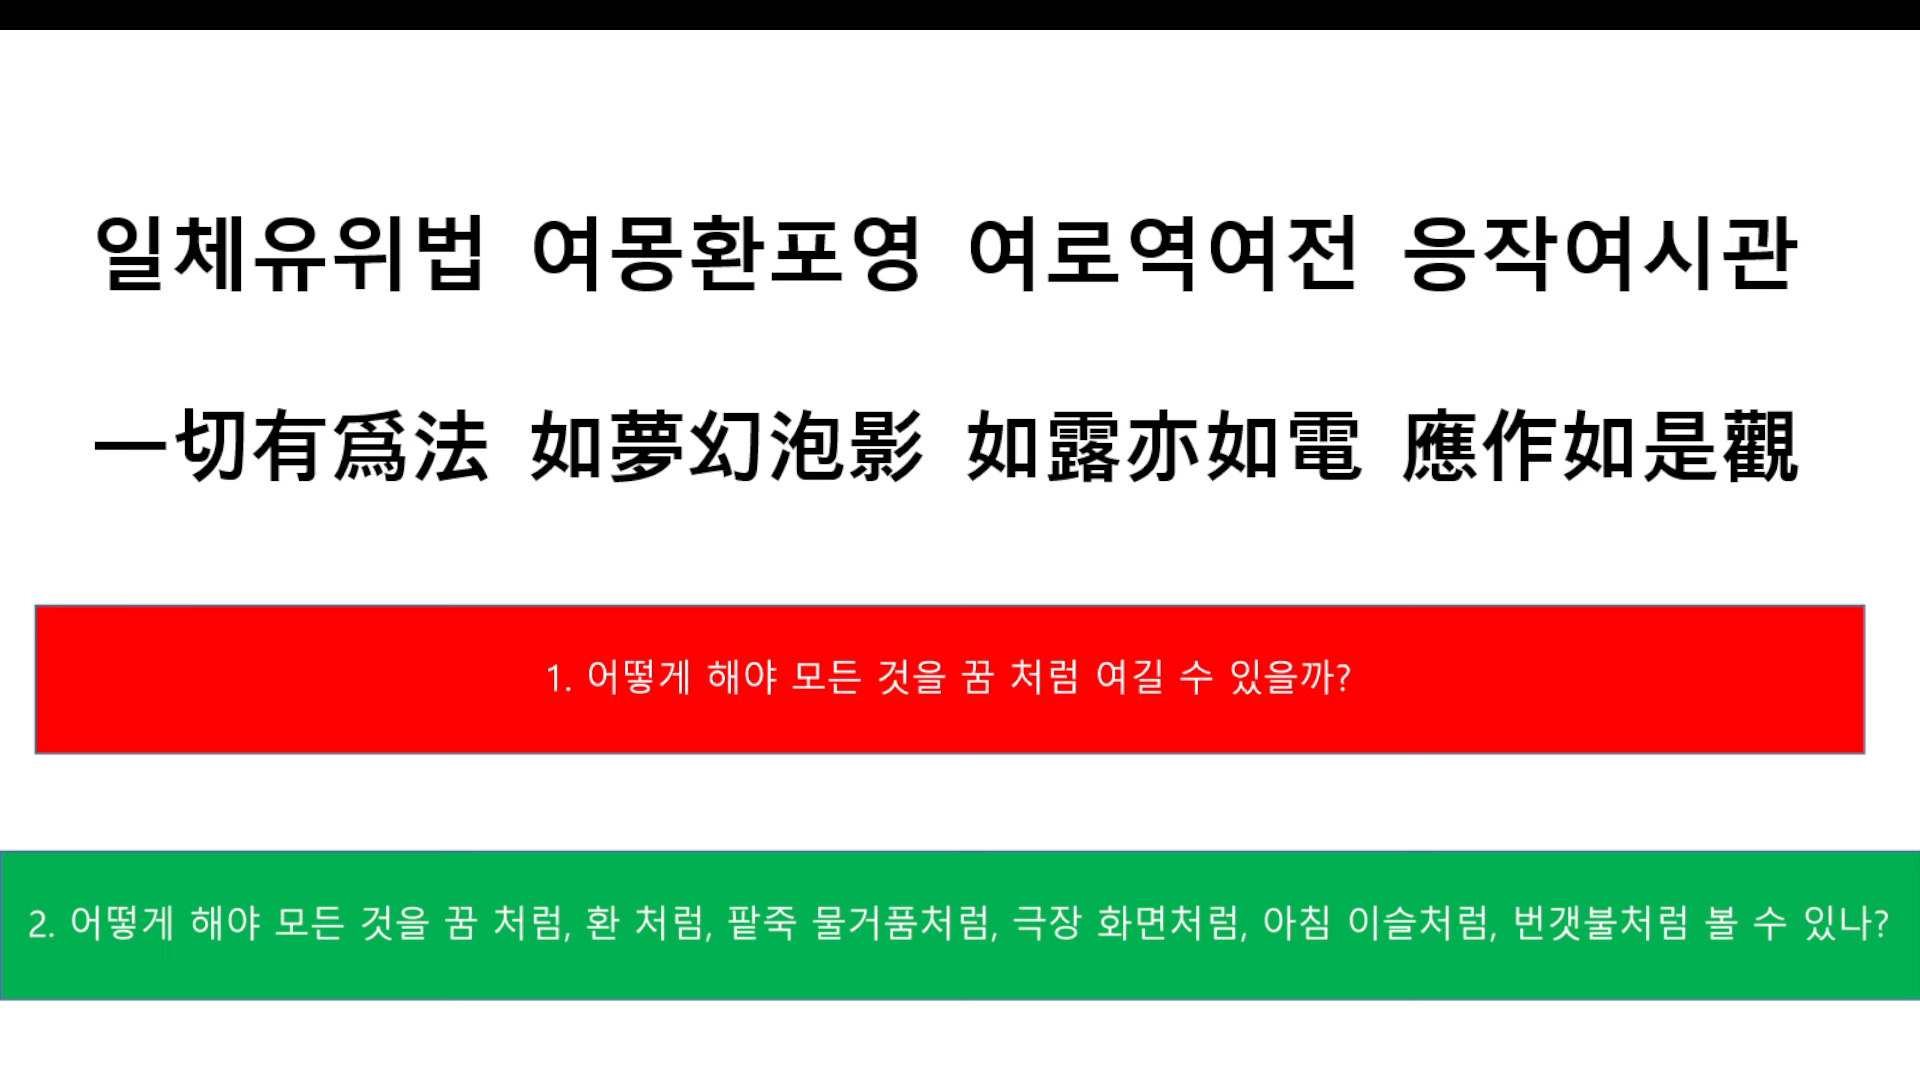 일체유위법 여몽환포영 여로역여전 응작여시관
一切有爲法 如夢幻泡影 如露亦如電 應作如是觀
1. 어떻게 해야 모든 것을 꿈 처럼 여길 수 있을까?
2. 어떻게 해야 모든 것을 꿈 처럼, 환 처럼, 팥죽 물거품처럼, 극장 화면처럼, 아침 이슬처럼, 번갯불처럼 볼 수 있나?